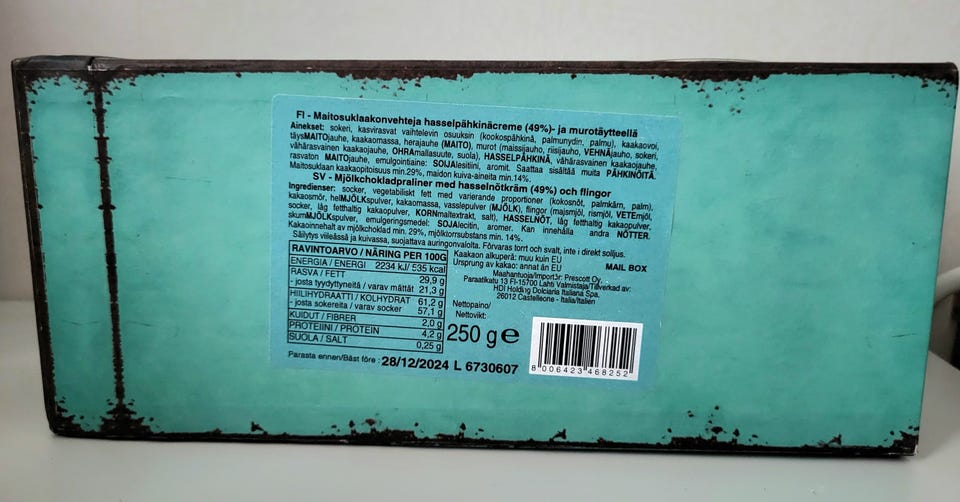 FI - Maitosuklaakonvehteja hasselpähkinäcreme (49%)- ja murotäytteellä
Ainekset: sokeri, kasvirasvat vaihtelevin osuuksin (kookospähkinä, palmunydin, palmu), kaakaovoi,
täysMAITOjauhe, kaakaomassa, herajauhe (MAITO), murot (maissijauho, riisijauho, VEHNÄjauho, sokeri,
vähärasvainen kaakaojauhe, OHRAmallasuute, suola), HASSELPÄHKINÄ, vähärasvainen kaakaojauhe,
rasvaton MAITOjauhe, emulgointiaine: SOIJAlesitiini, aromit. Saattaa sisältää muita PÄHKINÖITÄ.
Maitosuklaan kaakaopitoisuus min.29%, maidon kuiva-aineita min.14%.
SV - Mjölkchokladpraliner med hasselnötkräm (49%) och flingor
Ingredienser: socker, vegetabiliskt fett med varierande proportioner (kokosnöt, palmkärn, palm),
kakaosmör, helMJÖLKspulver, kakaomassa, vasslepulver (MJÖLK), flingor (majsmjöl, rismjöl, VETEmjöl,
socker, låg fetthaltig kakaopulver, KORNmaltextrakt, salt), HASSELNÖT, låg fetthaltig kakaopulver,
skumMJÖLKspulver, emulgeringsmedel: SOJAlecitin, aromer. Kan innehålla andra NÖTTER.
Kakaoinnehalt av mjölkchoklad min. 29%, mjölktorrsubstans min. 14%.
Säilytys viileässä ja kuivassa, suojattava auringonvalolta. Förvaras torrt och svalt, inte i direkt solljus.
RAVINTOARVO / NÄRING PER 100G
ENERGIA / ENERGI 2234 kJ/ 535 kcal
RASVA / FETT 29,9 g
- josta tyydyttyneitä / varav mättat 21,3 g
HIILIHYDRAATTI / KOLHYDRAT 61,2 g
- josta sokereita / varav socker 57,1 g
KUIDUT / FIBRER 2,0 g
PROTEIINI / PROTEIN 4,2 g
SUOLA / SALT 0,25 g
Kaakaon alkuperä: muu kuin EU
Ursprung av kakao: annat än EU
MAIL BOX
Maahantuoja/Importör: Prescott Oy,
Paraatikatu 13 FI-15700 Lahti Valmistaja/Tillverkad av:
HDI Holding Dolciaria Italiana Spa,
26012 Castelleone - Italia/Italien
Nettopaino/
Nettovikt:
250 g e
8 006423 468252
Parasta ennen/Bäst före : 28/12/2024 L 6730607